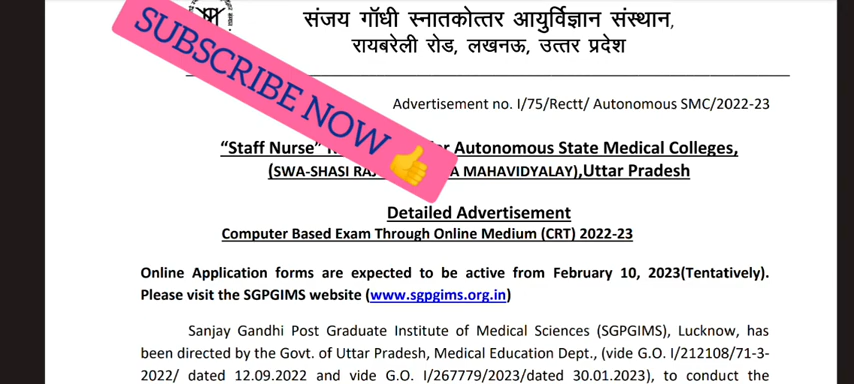 संजय गाँधी स्नातकोत्तर आयुर्विज्ञान संस्थान,
रायबरेली रोड, लखनऊ, उत्तर प्रदेश
SUBSCRIBE NOW 👍
Advertisement no. I/75/Rectt/ Autonomous SMC/2022-23
“Staff Nurse” Autonomous State Medical Colleges,
(SWA-SHASI MAHAVIDYALAY),Uttar Pradesh
Detailed Advertisement
Computer Based Exam Through Online Medium (CRT) 2022-23
Online Application forms are expected to be active from February 10, 2023(Tentatively).
Please visit the SGPGIMS website (www.sgpgims.org.in)
Sanjay Gandhi Post Graduate Institute of Medical Sciences (SGPGIMS), Lucknow, has
been directed by the Govt. of Uttar Pradesh, Medical Education Dept., (vide G.O. I/212108/71-3-
2022/ dated 12.09.2022 and vide G.O. I/267779/2023/dated 30.01.2023), to conduct the